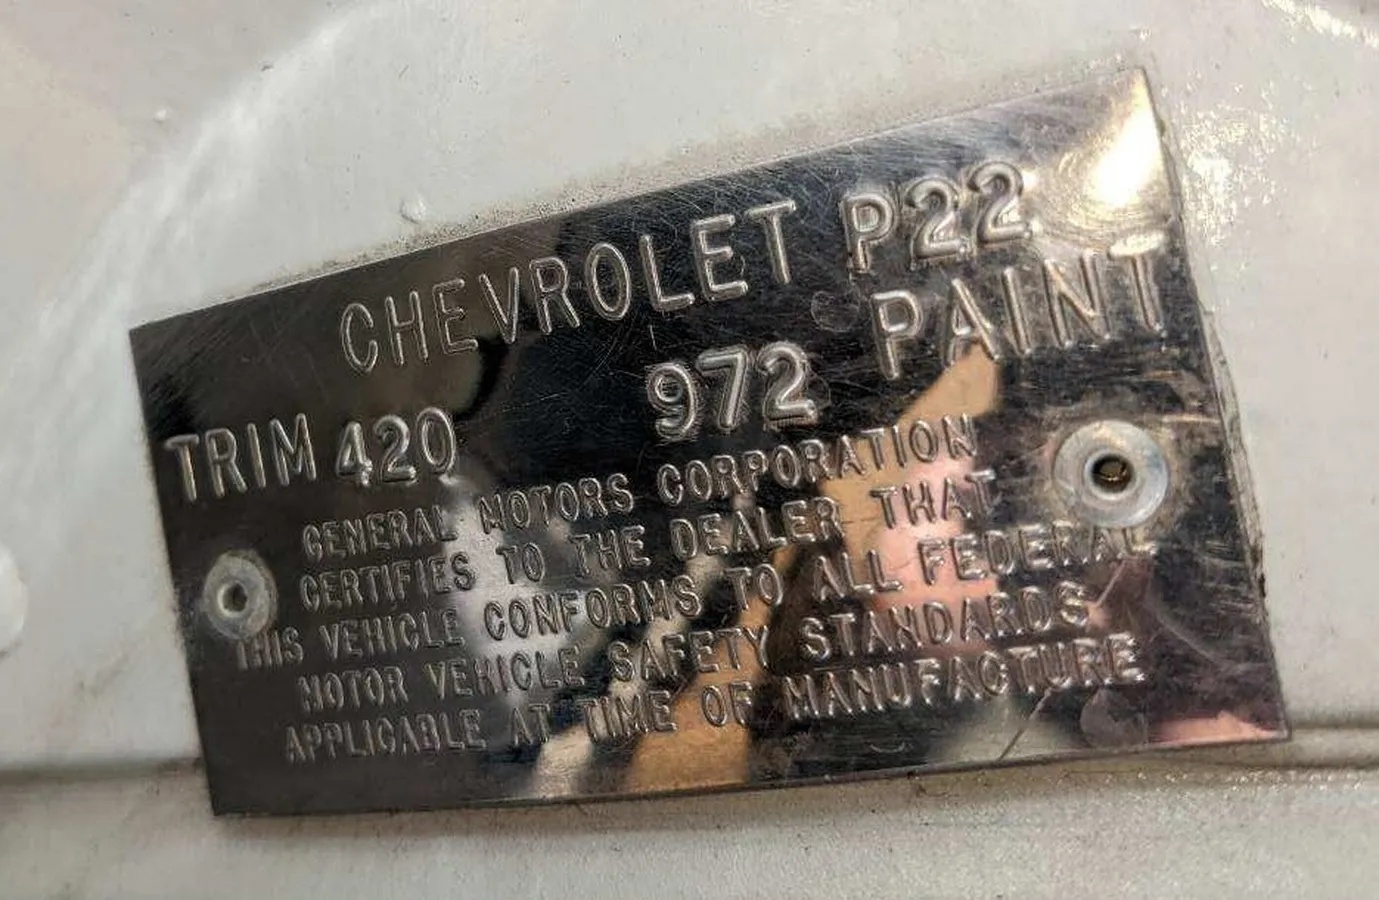 CHEVROLET P22
972 PAINT
TRIM 420
GENERAL MOTORS CORPORATION
CERTIFIES TO THE DEALER THAT
THIS VEHICLE CONFORMS TO ALL FEDERAL
MOTOR VEHICLE SAFETY STANDARDS
APPLICABLE AT TIME OF MANUFACTURE